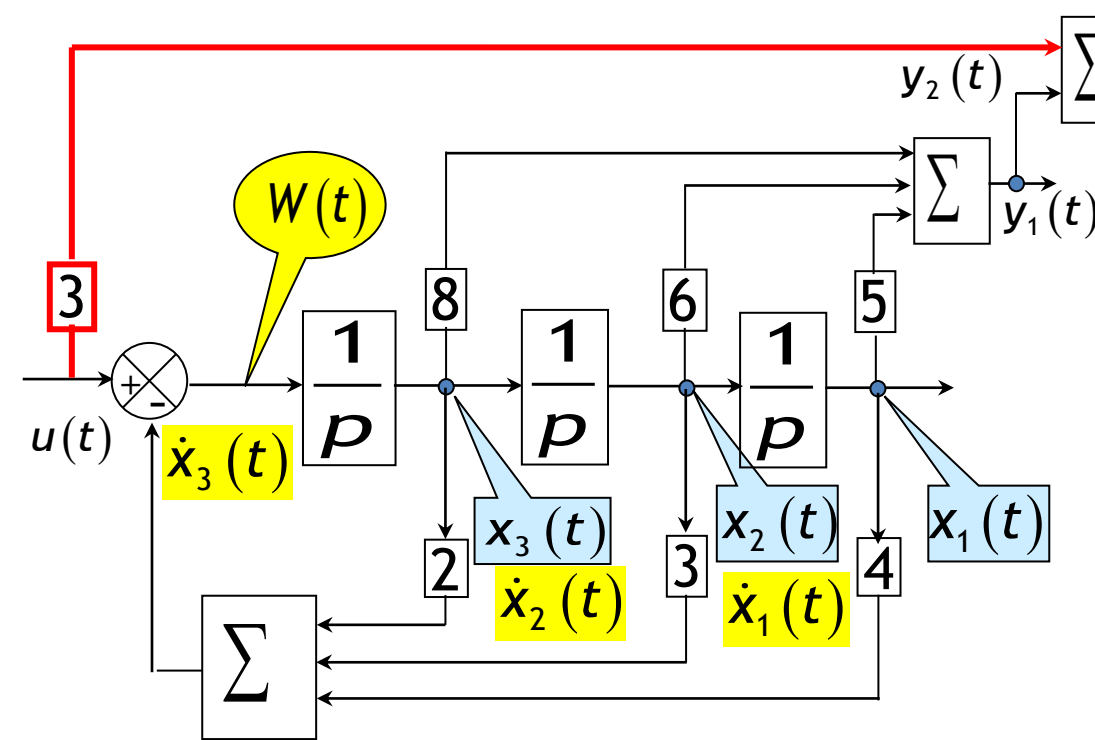 y₂(t)
∑
W(t)
∑
y₁(t)
3
8
6
5
1/p
1/p
1/p
+
-
u(t)
ẋ₃(t)
x₃(t)
x₂(t)
x₁(t)
2
3
4
ẋ₂(t)
ẋ₁(t)
∑